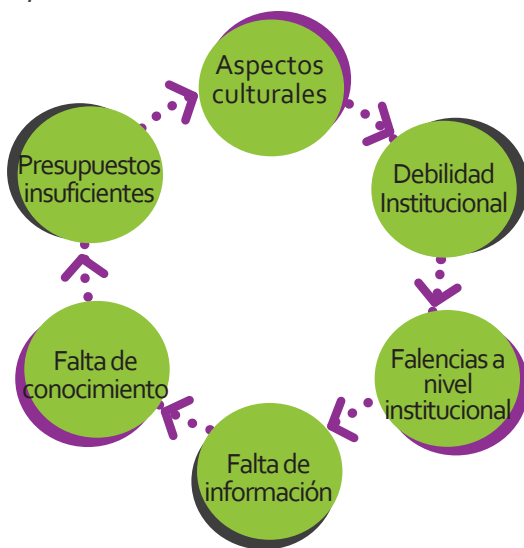 Aspectos
culturales
Debilidad
Institucional
Falencias a
nivel
institucional
Falta de
información
Falta de
conocimiento
Presupuestos
insuficientes